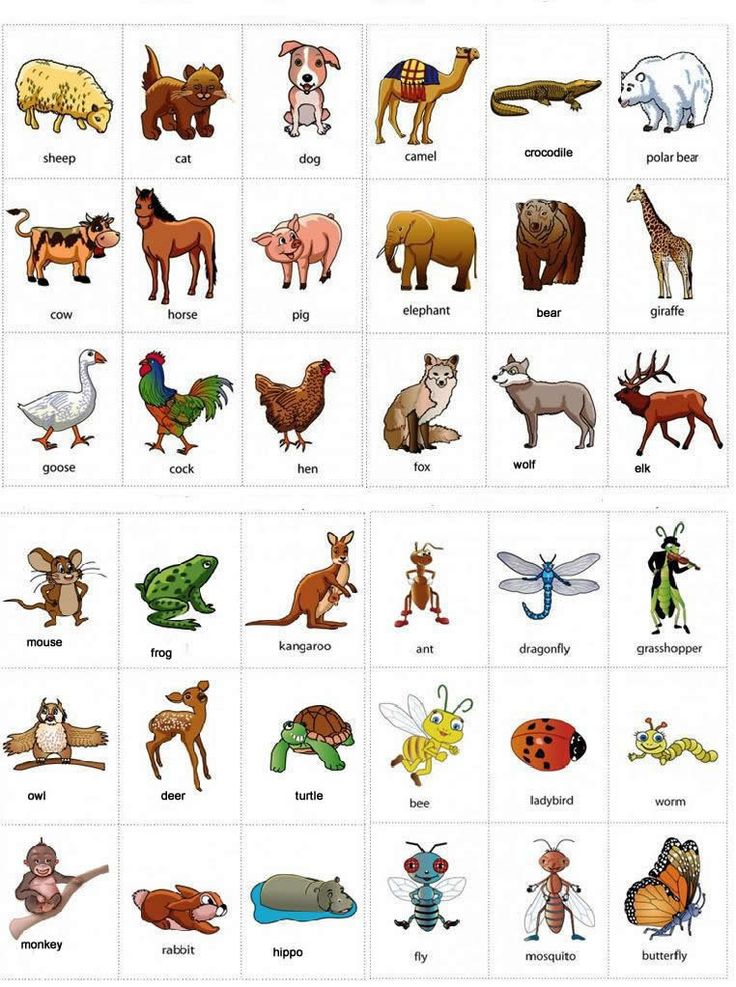 sheep cat dog camel crocodile polar bear
cow horse pig elephant bear giraffe
goose cock hen fox wolf elk
mouse frog kangaroo ant dragonfly grasshopper
owl deer turtle bee ladybird worm
monkey rabbit hippo fly mosquito butterfly